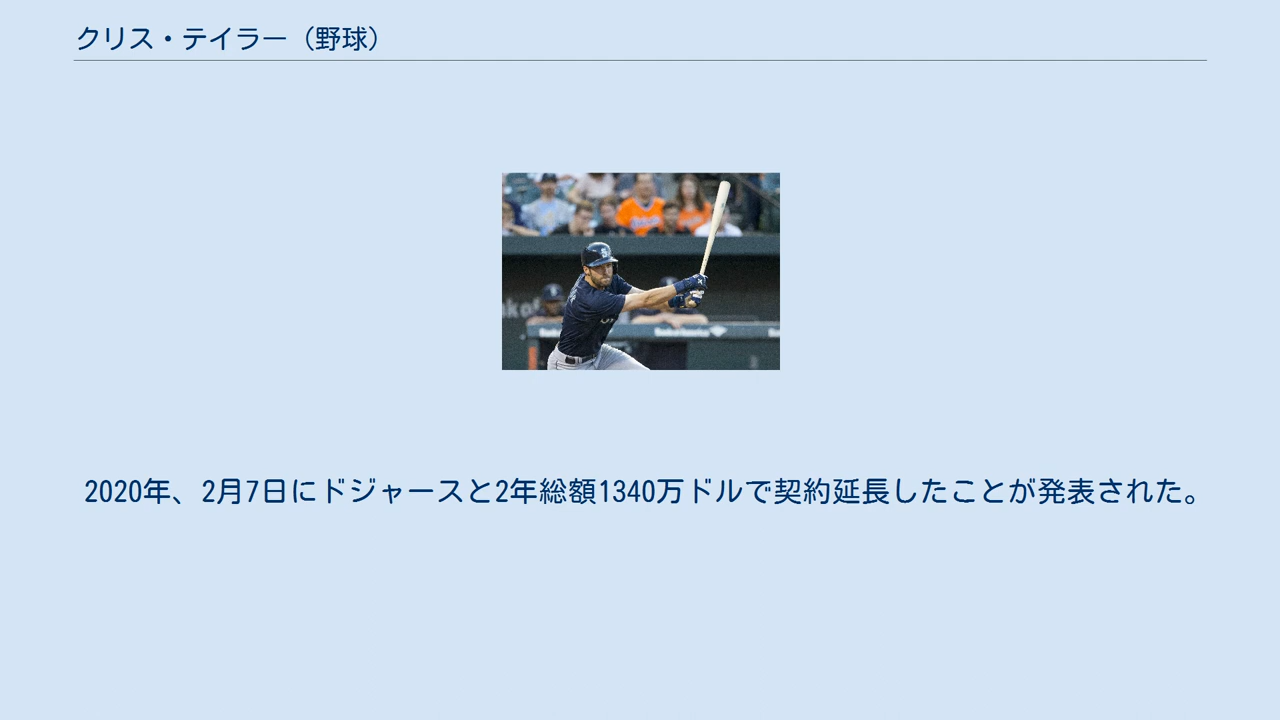 クリス・テイラー（野球）
2020年、2月7日にドジャースと2年総額1340万ドルで契約延長したことが発表された。